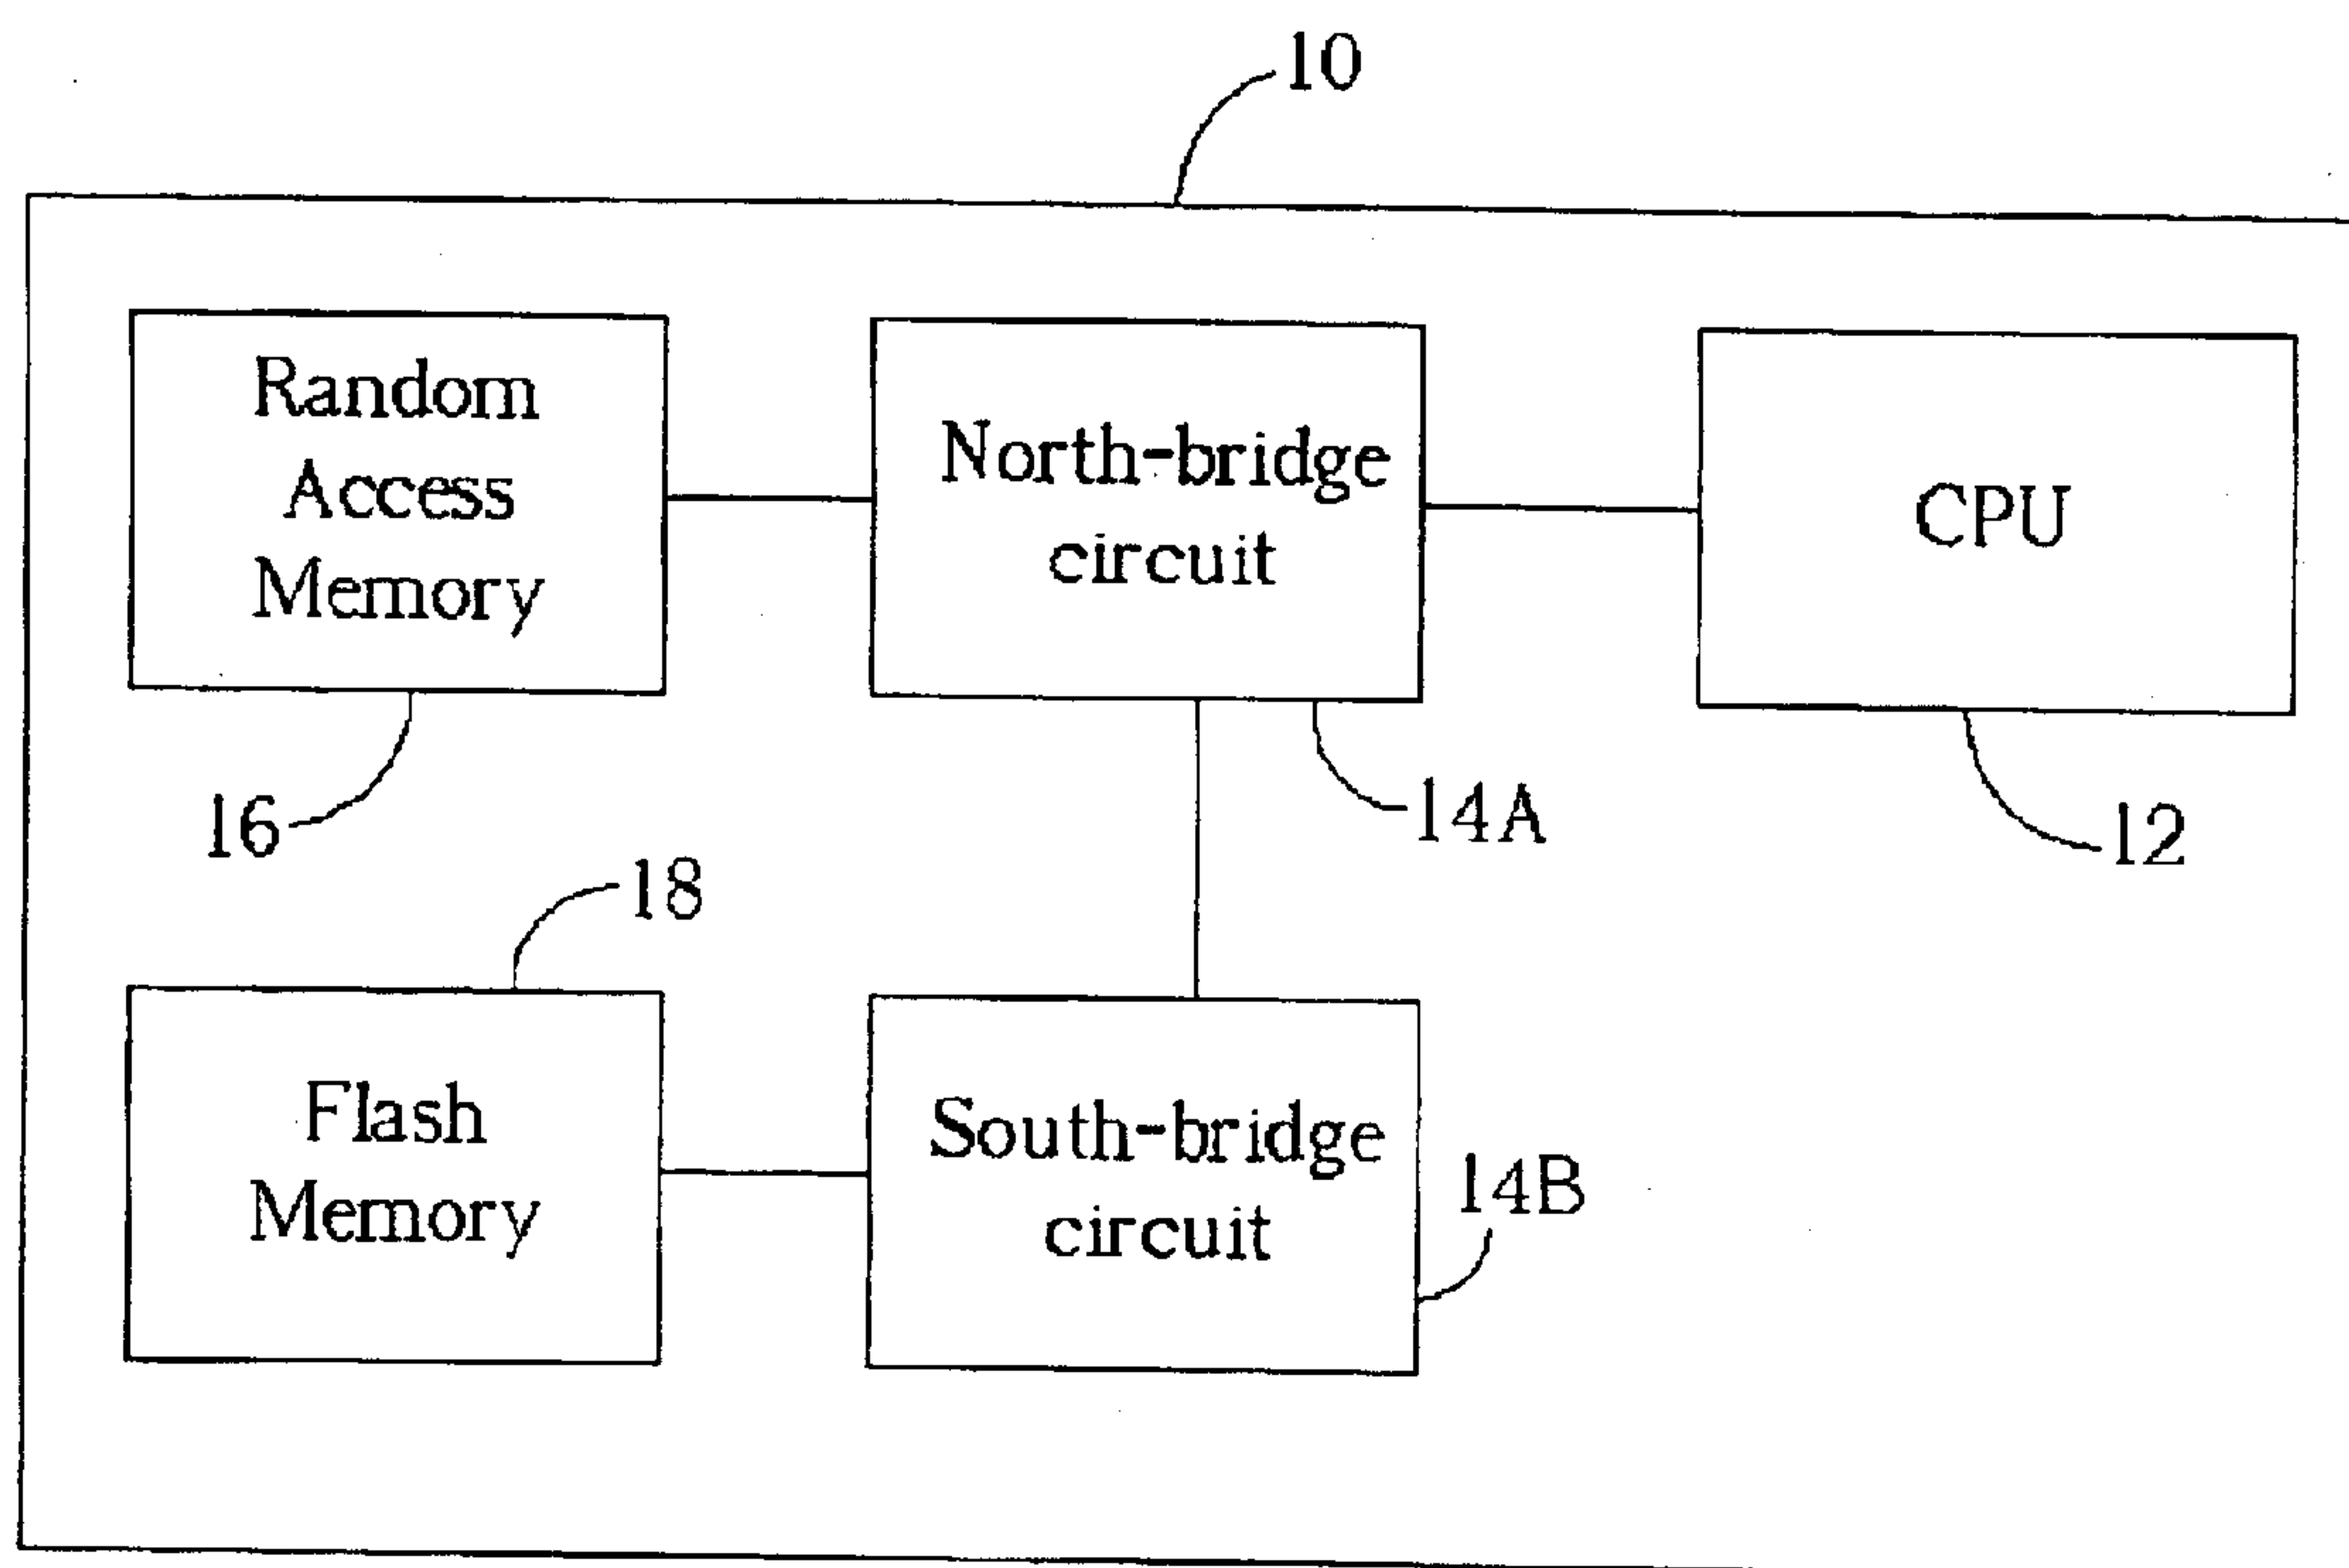 10
Random
Access
Memory
North-bridge
circuit
CPU
16
14A
12
18
Flash
Memory
South-bridge
circuit
14B